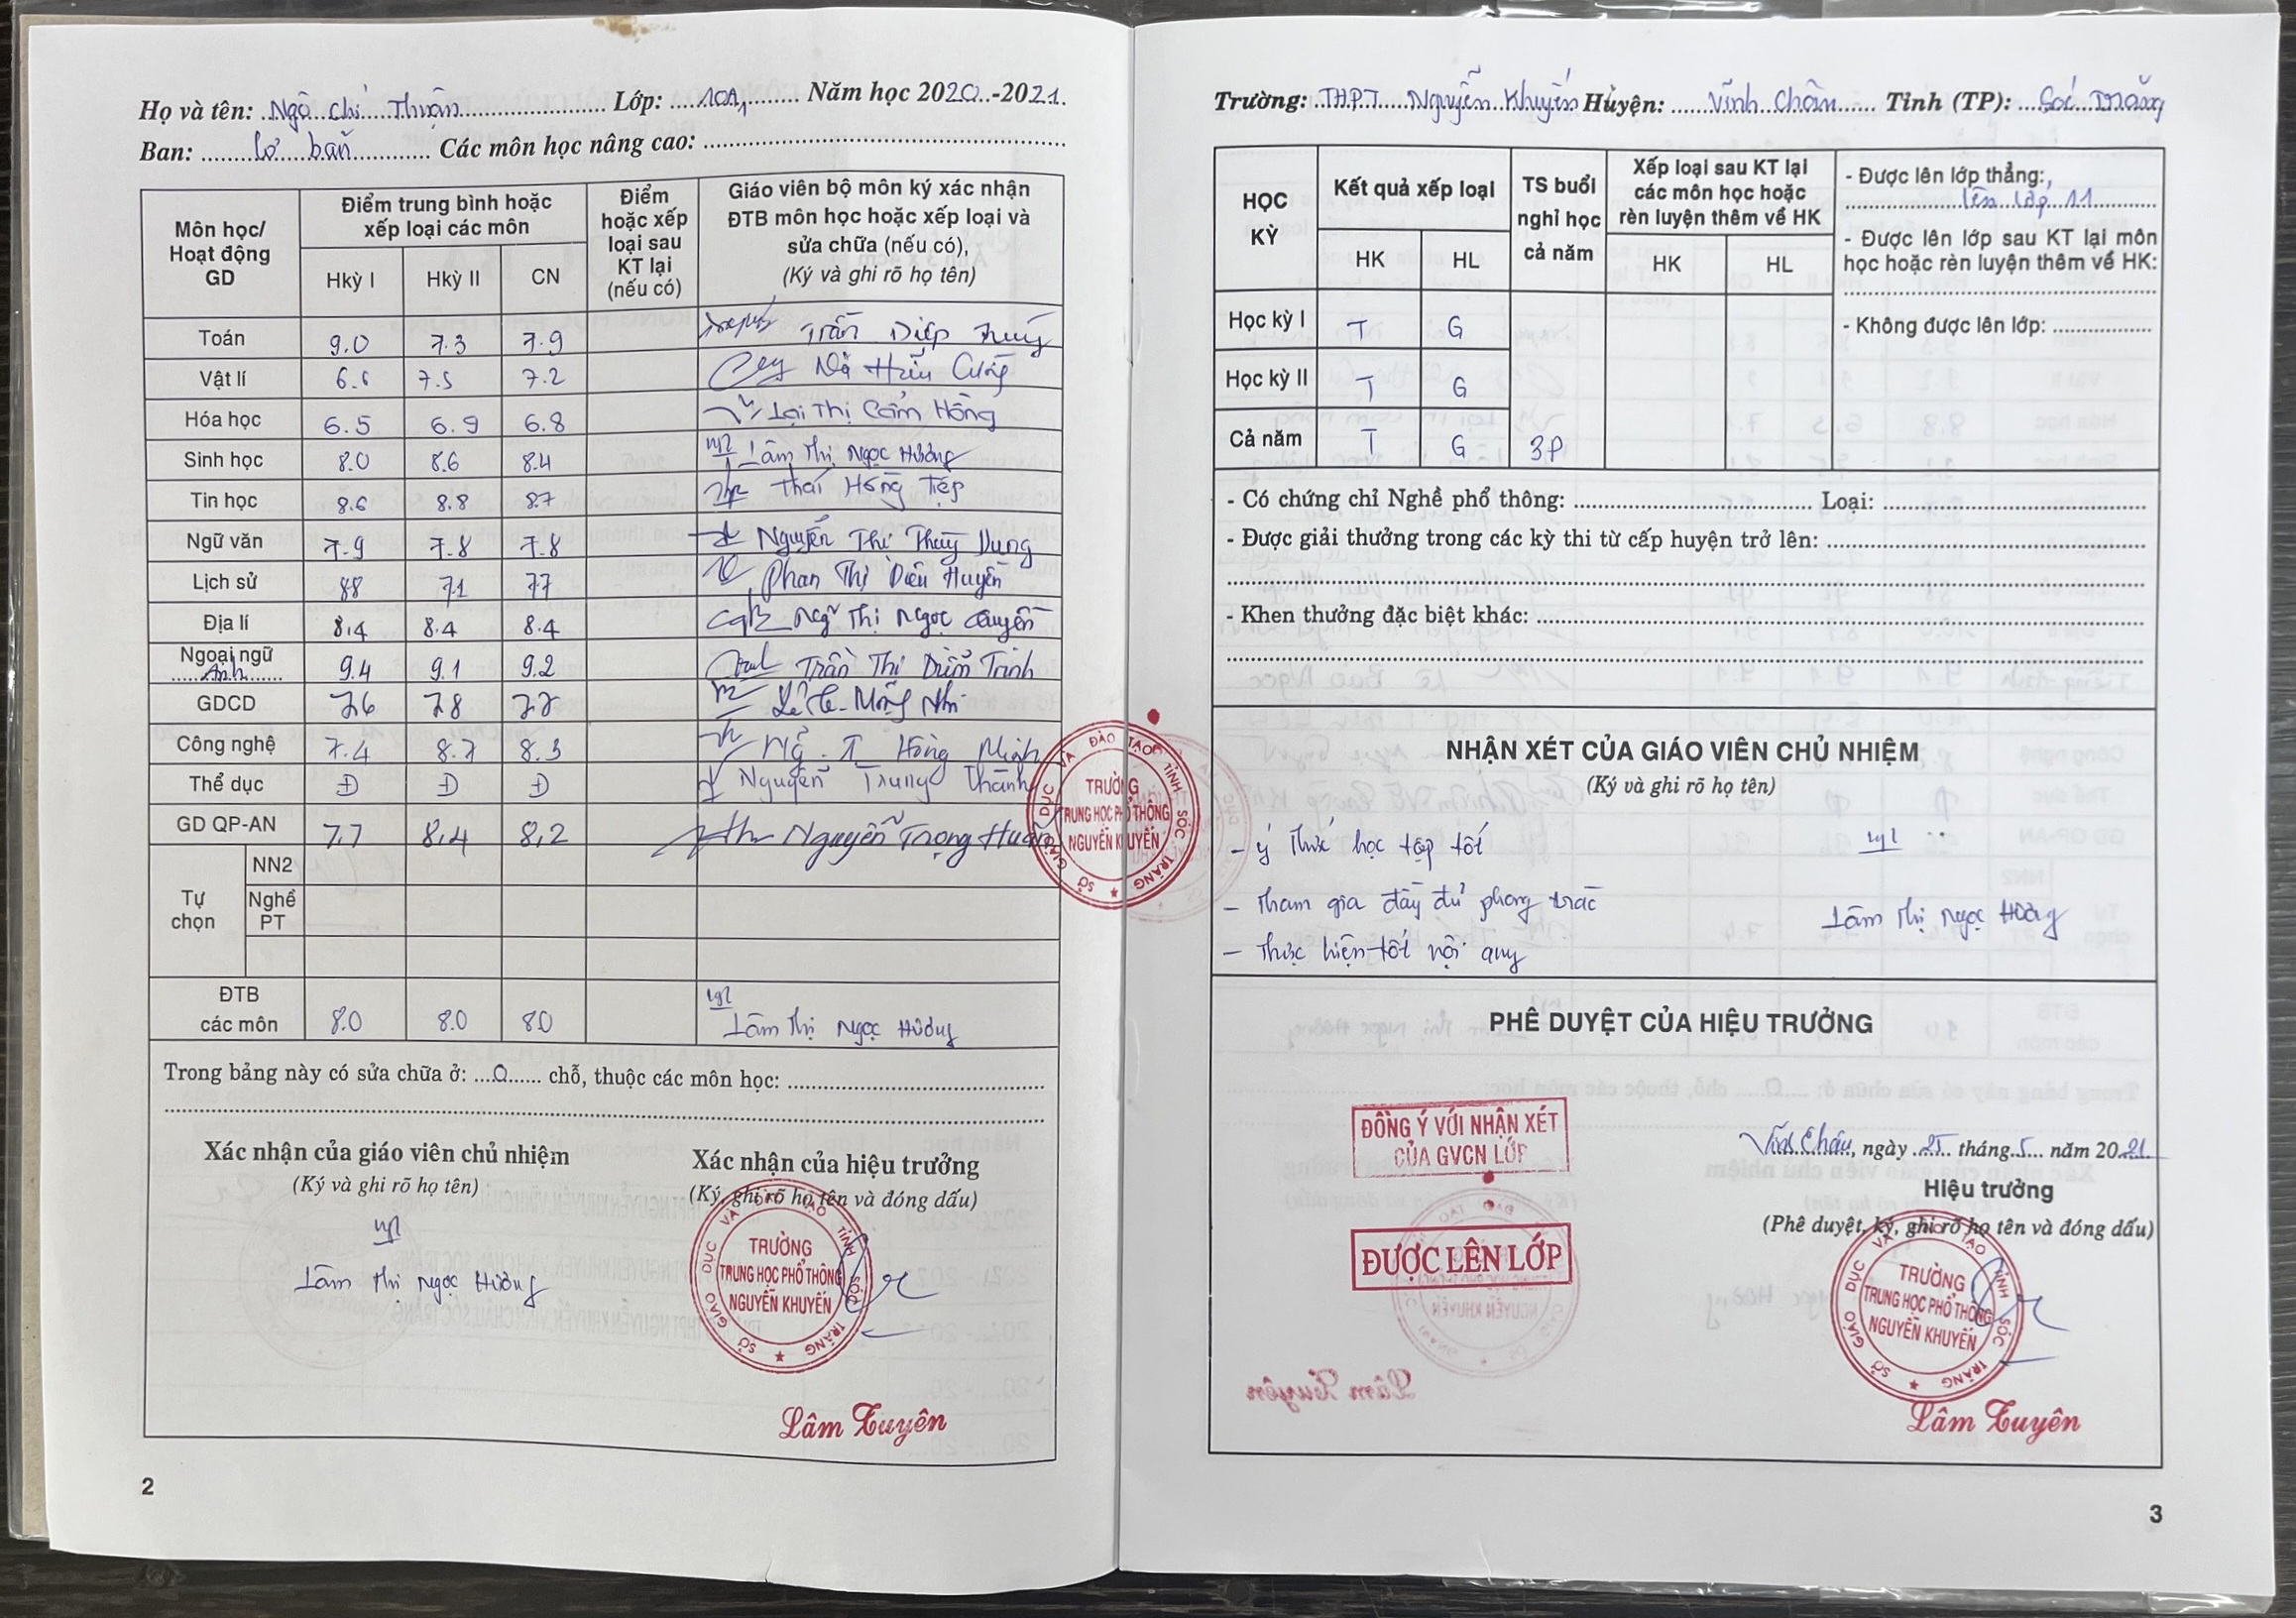 Họ và tên: Ngô Chí Thuận Lớp: 10A1 Năm học 2020-2021.
Ban: Cơ bản Các môn học nâng cao:
Môn học/ Hoạt động GD
Điểm trung bình hoặc xếp loại các môn
Hkỳ I Hkỳ II CN
Điểm hoặc xếp loại sau KT lại (nếu có)
Giáo viên bộ môn ký xác nhận ĐTB môn học hoặc xếp loại và sửa chữa (nếu có),
(Ký và ghi rõ họ tên)
Toán 9.0 7.3 7.9 Trần Diệp
Vật lí 6.6 7.5 7.2 Hữu
Hóa học 6.5 6.9 6.8 Lại Thị Cẩm Hồng
Sinh học 8.0 8.6 8.4 Lâm Thị Ngọc Hường
Tin học 8.6 8.8 8.7 Thái Hồng Tiếp
Ngữ văn 7.9 7.8 7.8 Nguyễn Thị Thùy Dung
Lịch sử 8.8 7.1 7.7 Phan Thị Diệu Huyền
Địa lí 8.4 8.4 8.4 Thị Ngọc Quyền
Ngoại ngữ
Anh 9.4 9.1 9.2 Trần Thị Diễm Trinh
GDCD 7.6 7.8 7.7 Mộng Nhi
Công nghệ 7.4 8.7 8.3 Hồng Minh
Thể dục Đ Đ Đ Nguyễn Trung Thành
GD QP-AN 7,7 8,4 8,2 Nguyễn Trọng
Tự chọn
NN2
Nghề PT
ĐTB các môn 8.0 8.0 8.0 Lâm Thị Ngọc Hường
Trong bảng này có sửa chữa ở: 0 chỗ, thuộc các môn học:
Xác nhận của giáo viên chủ nhiệm
(Ký và ghi rõ họ tên)
Lâm Thị Ngọc Hường
Xác nhận của hiệu trưởng
(Ký, ghi rõ họ tên và đóng dấu)
SỞ GIÁO DỤC VÀ ĐÀO TẠO TỈNH SÓC TRĂNG
TRƯỜNG
TRUNG HỌC PHỔ THÔNG
NGUYỄN KHUYẾN
Lâm Tuyên
2
SỞ GIÁO DỤC VÀ ĐÀO TẠO TỈNH SÓC TRĂNG
TRƯỜNG
TRUNG HỌC PHỔ THÔNG
NGUYỄN KHUYẾN
Trường: THPT Nguyễn Khuyến Huyện: Vĩnh Châu Tỉnh (TP): Sóc Trăng
HỌC KỲ
Kết quả xếp loại
HK HL
TS buổi nghỉ học cả năm
Xếp loại sau KT lại các môn học hoặc rèn luyện thêm về HK
HK HL
- Được lên lớp thẳng:
lên lớp 11
- Được lên lớp sau KT lại môn
học hoặc rèn luyện thêm về HK:
- Không được lên lớp:
Học kỳ I T G
Học kỳ II T G
Cả năm T G 3P
- Có chứng chỉ Nghề phổ thông: Loại:
- Được giải thưởng trong các kỳ thi từ cấp huyện trở lên:
- Khen thưởng đặc biệt khác:
NHẬN XÉT CỦA GIÁO VIÊN CHỦ NHIỆM
(Ký và ghi rõ họ tên)
- ý thức học tập tốt
- Tham gia đầy đủ phong trào
- Thực hiện tốt nội quy
Lâm Thị Ngọc Hường
PHÊ DUYỆT CỦA HIỆU TRƯỞNG
ĐỒNG Ý VỚI NHẬN XÉT
CỦA GVCN LỚP
ĐƯỢC LÊN LỚP
Vĩnh Châu, ngày 25 tháng 5 năm 2021
Hiệu trưởng
(Phê duyệt, ký, ghi rõ họ tên và đóng dấu)
SỞ GIÁO DỤC VÀ ĐÀO TẠO TỈNH SÓC TRĂNG
TRƯỜNG
TRUNG HỌC PHỔ THÔNG
NGUYỄN KHUYẾN
Lâm Tuyên
3